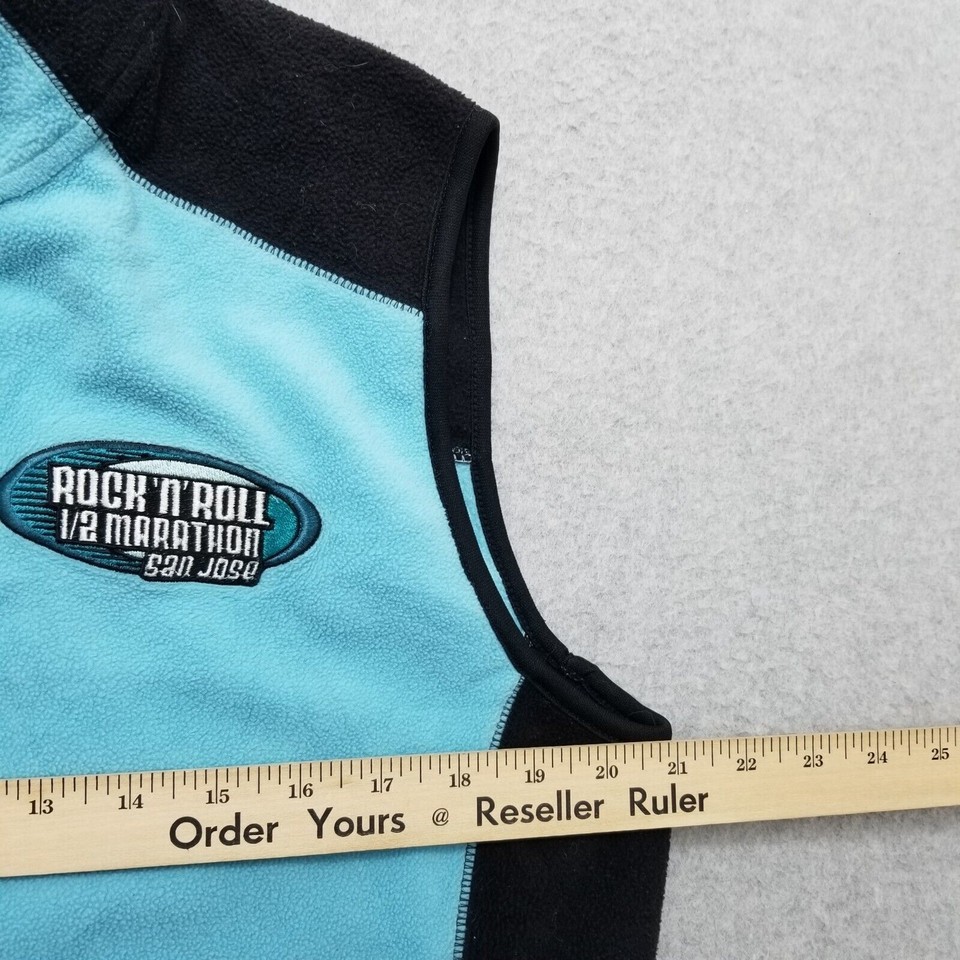 ROCK 'N' ROLL
1/2 MARATHON
San Jose
13 14 15 16 17 18 19 20 21 22 23 24 25
Order Yours @ Reseller Ruler